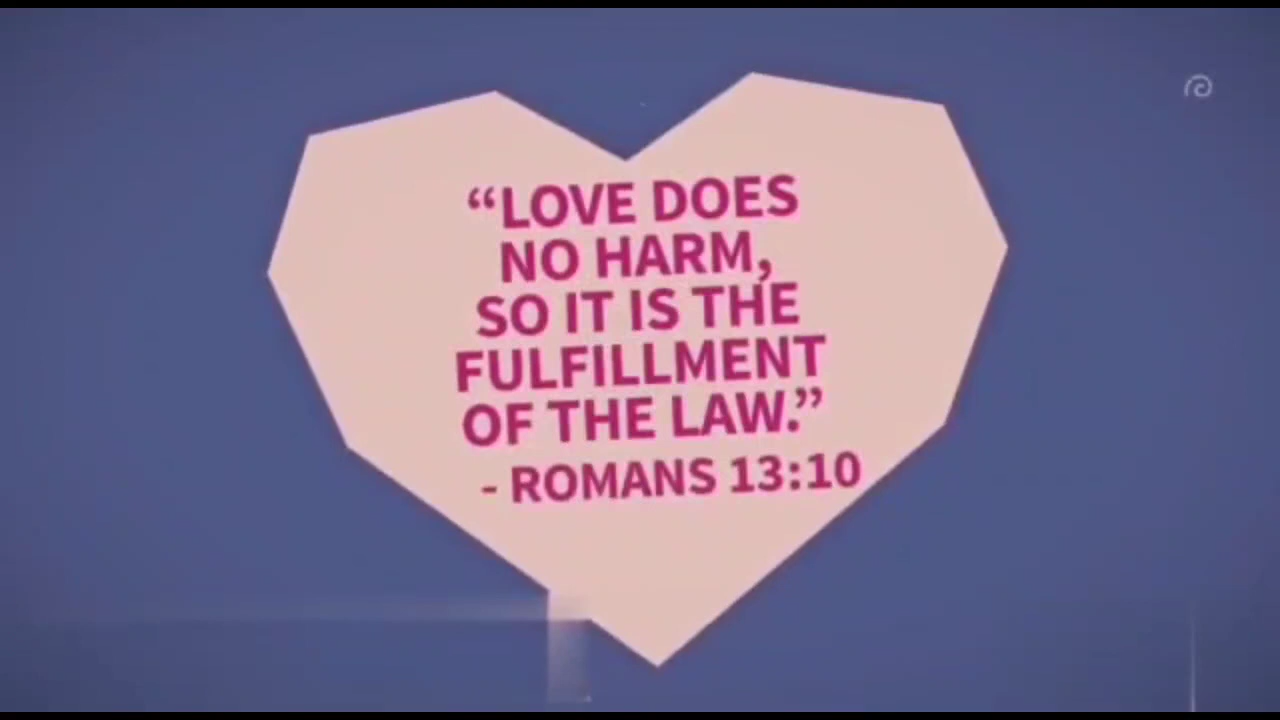 “LOVE DOES
NO HARM,
SO IT IS THE
FULFILLMENT
OF THE LAW.”
- ROMANS 13:10